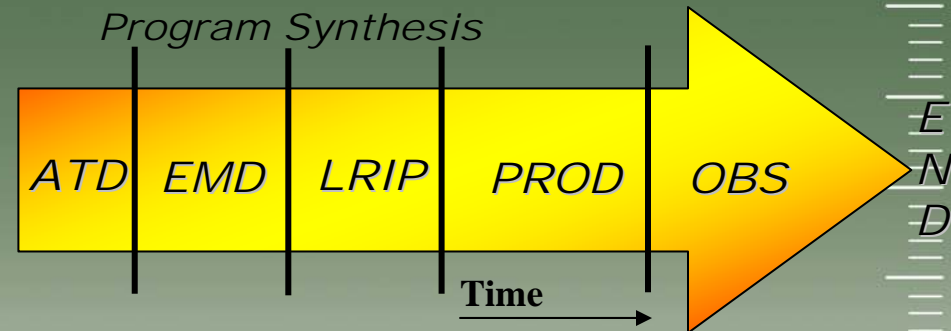 Program Synthesis
ATD EMD LRIP PROD OBS
Time
E
N
D